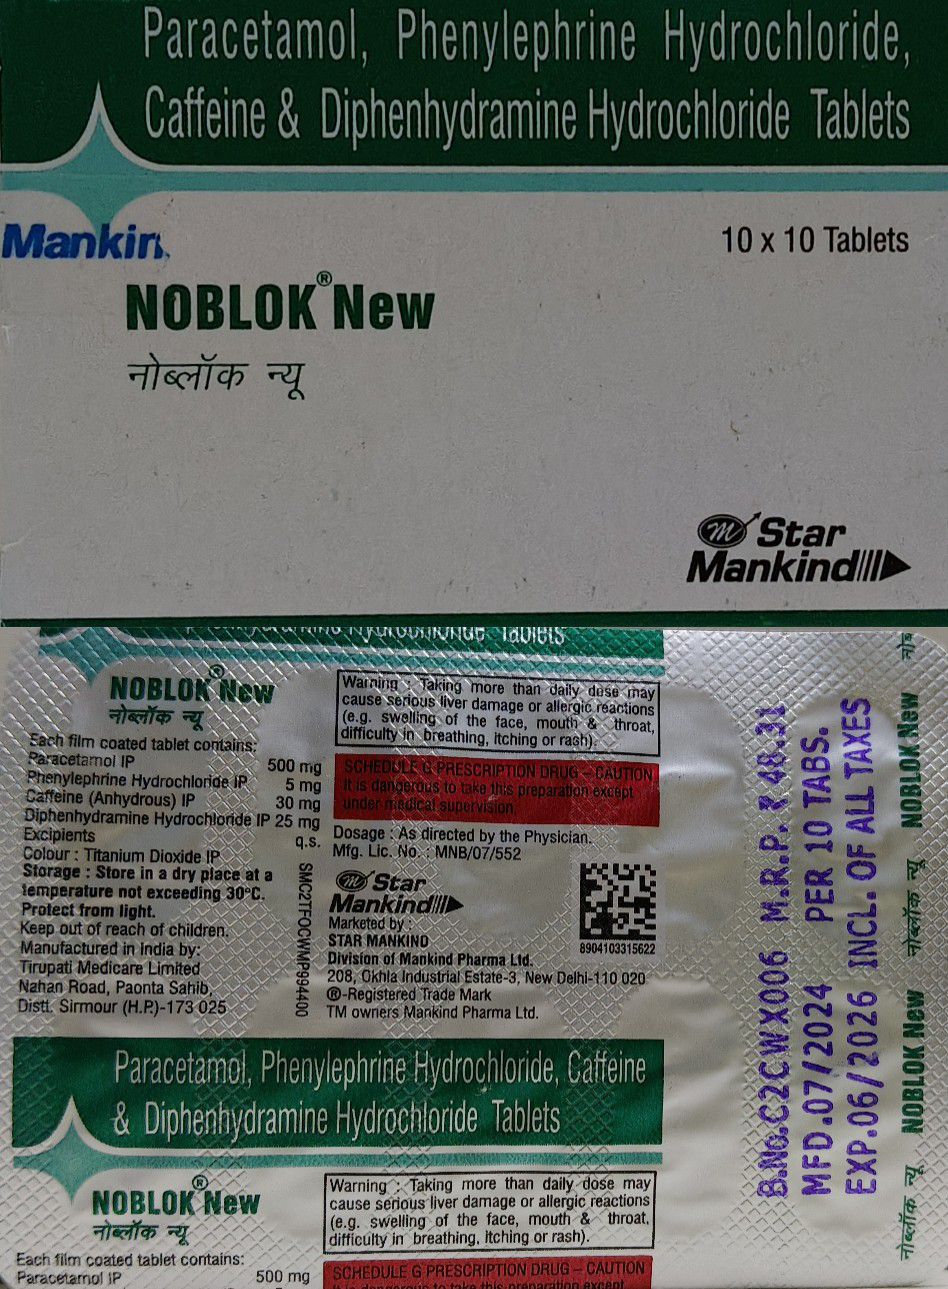 Paracetamol, Phenylephrine Hydrochloride,
Caffeine & Diphenhydramine Hydrochloride Tablets
Mankin
10 x 10 Tablets
NOBLOK® New
नोब्लॉक न्यू
Star
Mankind
Tablets
NOBLOK® New
नोब्लॉक न्यू
Each film coated tablet contains:
Paracetamol IP 500 mg
Phenylephrine Hydrochloride IP 5 mg
Caffeine (Anhydrous) IP 30 mg
Diphenhydramine Hydrochloride IP 25 mg
Excipients q.s.
Colour : Titanium Dioxide IP
Storage : Store in a dry place at a
temperature not exceeding 30°C.
Protect from light.
Keep out of reach of children.
Manufactured in India by:
Tirupati Medicare Limited
Nahan Road, Paonta Sahib,
Distt. Sirmour (H.P.)-173 025
Warning : Taking more than daily dose may
cause serious liver damage or allergic reactions
(e.g. swelling of the face, mouth & throat,
difficulty in breathing, itching or rash).
SCHEDULE G PRESCRIPTION DRUG – CAUTION
It is dangerous to take this preparation except
under medical supervision.
Dosage : As directed by the Physician.
Mfg. Lic. No. : MNB/07/552
Star
Mankind
Marketed by :
STAR MANKIND
Division of Mankind Pharma Ltd.
208, Okhla Industrial Estate-3, New Delhi-110 020
®-Registered Trade Mark
TM owners Mankind Pharma Ltd.
8904103315622
B.No.C2CWX006 M.R.P. ₹ 48.31
MFD.07/2024 PER 10 TABS.
EXP.06/2026 INCL. OF ALL TAXES
नोब्लॉक न्यू NOBLOK New नोब्लॉक न्यू NOBLOK New
Paracetamol, Phenylephrine Hydrochloride, Caffeine
& Diphenhydramine Hydrochloride Tablets
NOBLOK® New
नोब्लॉक न्यू
Each film coated tablet contains:
Paracetamol IP 500 mg
Warning : Taking more than daily dose may
cause serious liver damage or allergic reactions
(e.g. swelling of the face, mouth & throat,
difficulty in breathing, itching or rash).
SCHEDULE G PRESCRIPTION DRUG – CAUTION
It is dangerous to take this preparation except